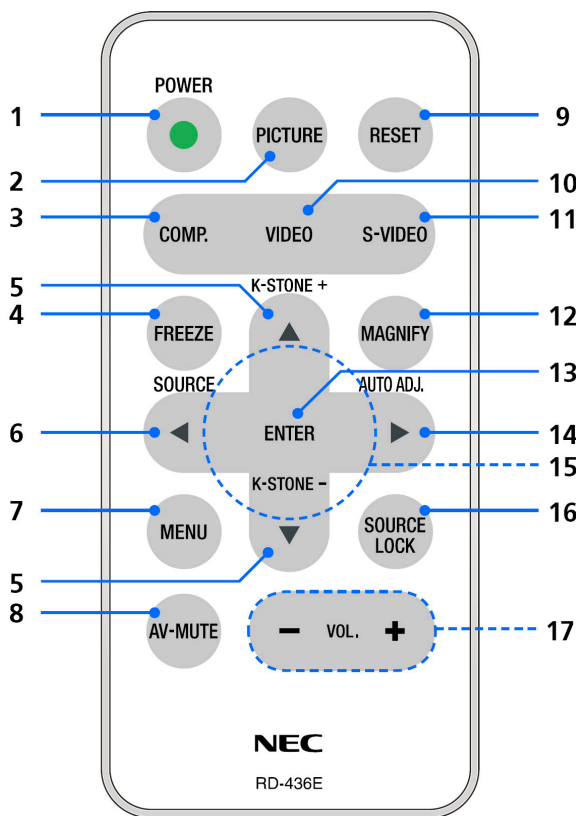 POWER
1
9
PICTURE
RESET
2
10
3
11
COMP. VIDEO S-VIDEO
5
K-STONE +
4
12
FREEZE
MAGNIFY
SOURCE
AUTO ADJ.
13
6
ENTER
14
15
K-STONE −
7
16
MENU
SOURCE
LOCK
5
8
AV-MUTE
− VOL. +
17
NEC
RD-436E